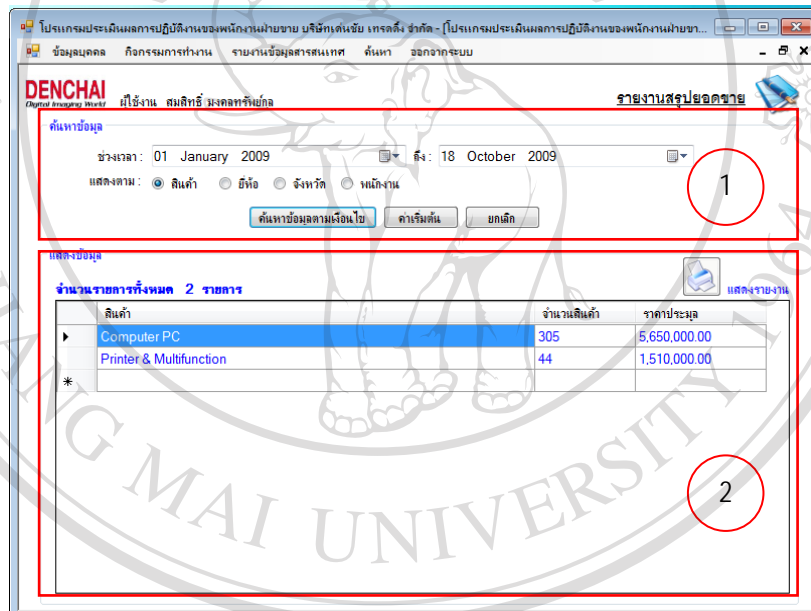 โปรแกรมประเมินผลการปฏิบัติงานของพนักงานฝ่ายขาย บริษัทเด่นชัย เทรดดิ้ง จำกัด - [โปรแกรมประเมินผลการปฏิบัติงานของพนักงานฝ่ายขา...
ข้อมูลบุคคล กิจกรรมการทำงาน รายงานข้อมูลสารสนเทศ ค้นหา ออกจากระบบ
DENCHAI
Digital Imaging World
ผู้ใช้งาน สมสิทธิ์ มงคลทรัพย์กุล
รายงานสรุปยอดขาย
ค้นหาข้อมูล
ช่วงเวลา : 01 January 2009 ถึง : 18 October 2009
แสดงตาม : สินค้า ยี่ห้อ จังหวัด พนักงาน
1
ค้นหาข้อมูลตามเงื่อนไข ค่าเริ่มต้น ยกเลิก
แสดงข้อมูล
จำนวนรายการทั้งหมด 2 รายการ
แสดงรายงาน
สินค้า จำนวนสินค้า ราคาประมูล
Computer PC 305 5,650,000.00
Printer & Multifunction 44 1,510,000.00
2
ANG MAI UNIVERSITY 1964